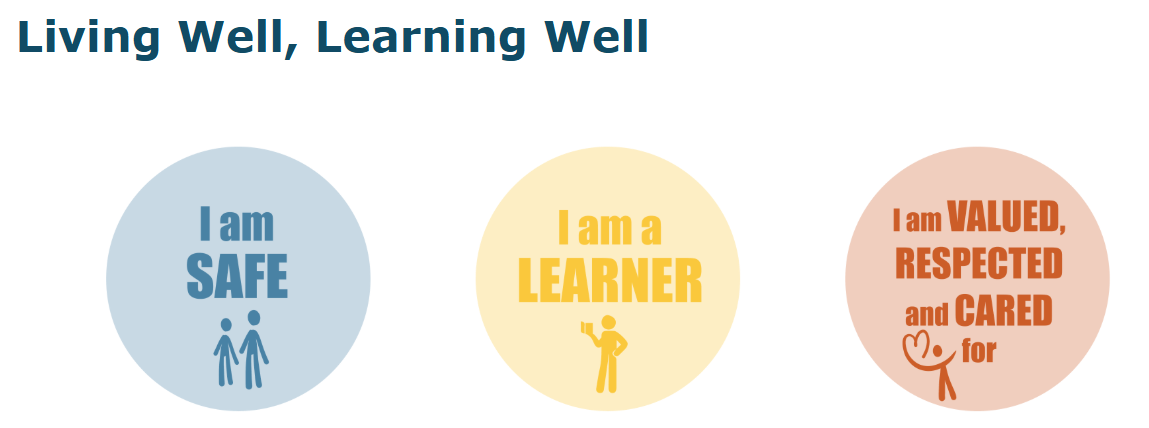 Living Well, Learning Well
I am
SAFE
I am a
LEARNER
I am VALUED,
RESPECTED
and CARED
for